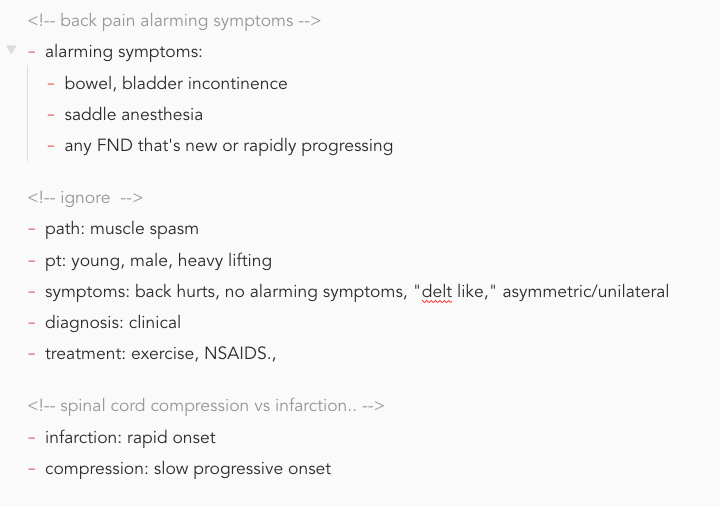 <!-- back pain alarming symptoms -->
- alarming symptoms:
- bowel, bladder incontinence
- saddle anesthesia
- any FND that's new or rapidly progressing
<!-- ignore  -->
- path: muscle spasm
- pt: young, male, heavy lifting
- symptoms: back hurts, no alarming symptoms, "delt like," asymmetric/unilateral
- diagnosis: clinical
- treatment: exercise, NSAIDS.,
<!-- spinal cord compression vs infarction.. -->
- infarction: rapid onset
- compression: slow progressive onset